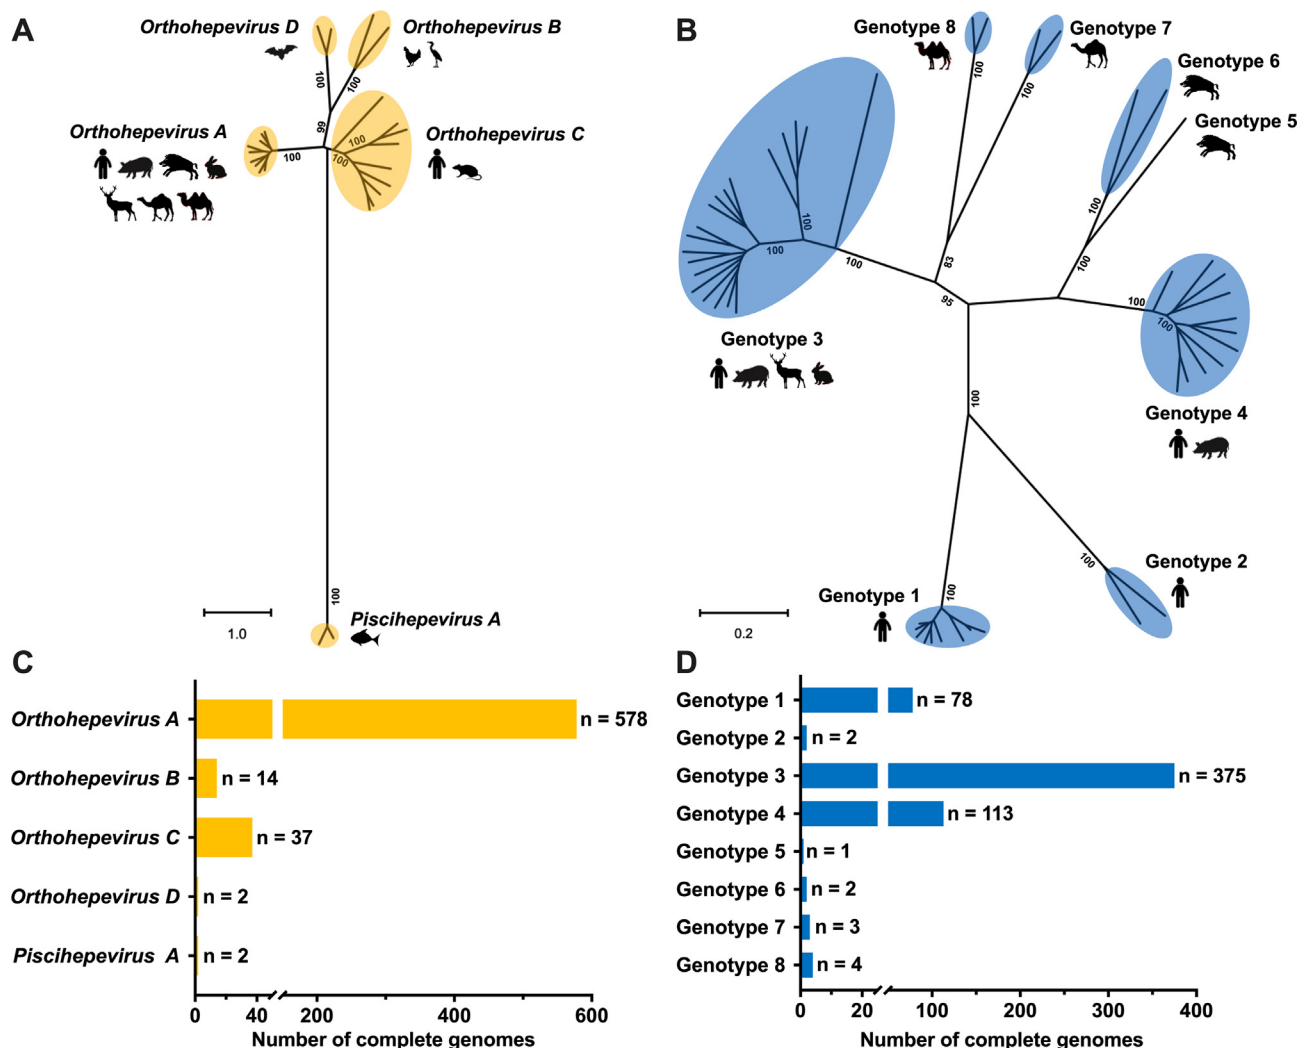 A
Orthohepevirus D
Orthohepevirus B
100
100
99
Orthohepevirus A
100
Orthohepevirus C
100
100
100
1.0
Piscihepevirus A
B
Genotype 8
Genotype 7
100
100
Genotype 6
Genotype 5
100
100
100
100
100
83
95
100
100
Genotype 3
Genotype 4
100
100
Genotype 2
Genotype 1
100
0.2
C
Orthohepevirus A
n = 578
Orthohepevirus B
n = 14
Orthohepevirus C
n = 37
Orthohepevirus D
n = 2
Piscihepevirus A
n = 2
0 40 200 400 600
Number of complete genomes
D
Genotype 1
n = 78
Genotype 2
n = 2
Genotype 3
n = 375
Genotype 4
n = 113
Genotype 5
n = 1
Genotype 6
n = 2
Genotype 7
n = 3
Genotype 8
n = 4
0 20 100 200 300 400
Number of complete genomes